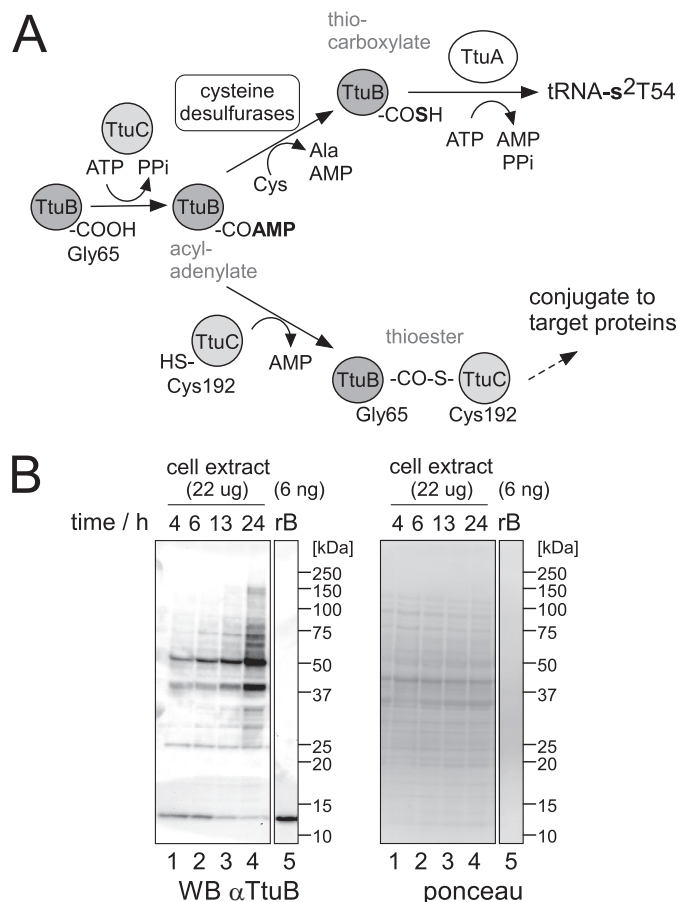 A
thio-
carboxylate
TtuA
cysteine
desulfurases
TtuB
-COSH
tRNA-s2T54
TtuC
ATP PPi
Ala
AMP
Cys
ATP AMP
PPi
TtuB
-COOH
Gly65
TtuB
-COAMP
acyl-
adenylate
conjugate to
target proteins
thioester
TtuC
HS-
Cys192
AMP
TtuB
-CO-S-
TtuC
Gly65
Cys192
B
cell extract
(22 ug) (6 ng)
time / h 4 6 13 24 rB
[kDa]
250
150
100
75
50
37
25
20
15
10
1 2 3 4 5
WB αTtuB
cell extract
(22 ug) (6 ng)
4 6 13 24 rB
[kDa]
250
150
100
75
50
37
25
20
15
10
1 2 3 4 5
ponceau